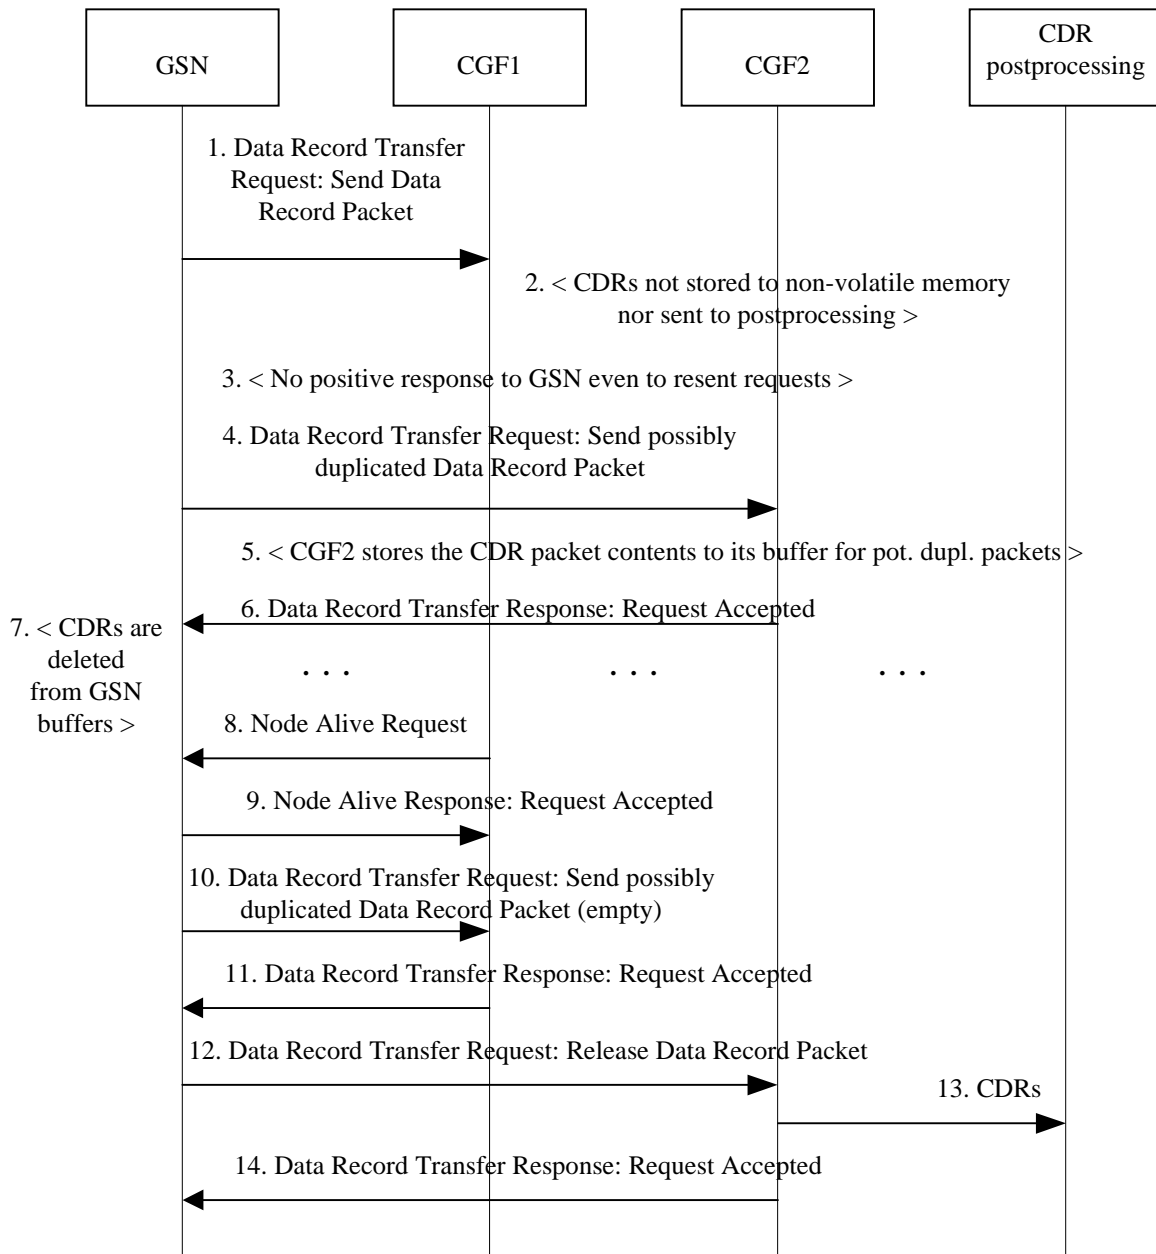 GSN
CGF1
CGF2
CDR
postprocessing
1. Data Record Transfer
Request: Send Data
Record Packet
2. < CDRs not stored to non-volatile memory
nor sent to postprocessing >
3. < No positive response to GSN even to resent requests >
4. Data Record Transfer Request: Send possibly
duplicated Data Record Packet
5. < CGF2 stores the CDR packet contents to its buffer for pot. dupl. packets >
6. Data Record Transfer Response: Request Accepted
7. < CDRs are
deleted
from GSN
buffers >
. . .
. . .
. . .
8. Node Alive Request
9. Node Alive Response: Request Accepted
10. Data Record Transfer Request: Send possibly
duplicated Data Record Packet (empty)
11. Data Record Transfer Response: Request Accepted
12. Data Record Transfer Request: Release Data Record Packet
13. CDRs
14. Data Record Transfer Response: Request Accepted